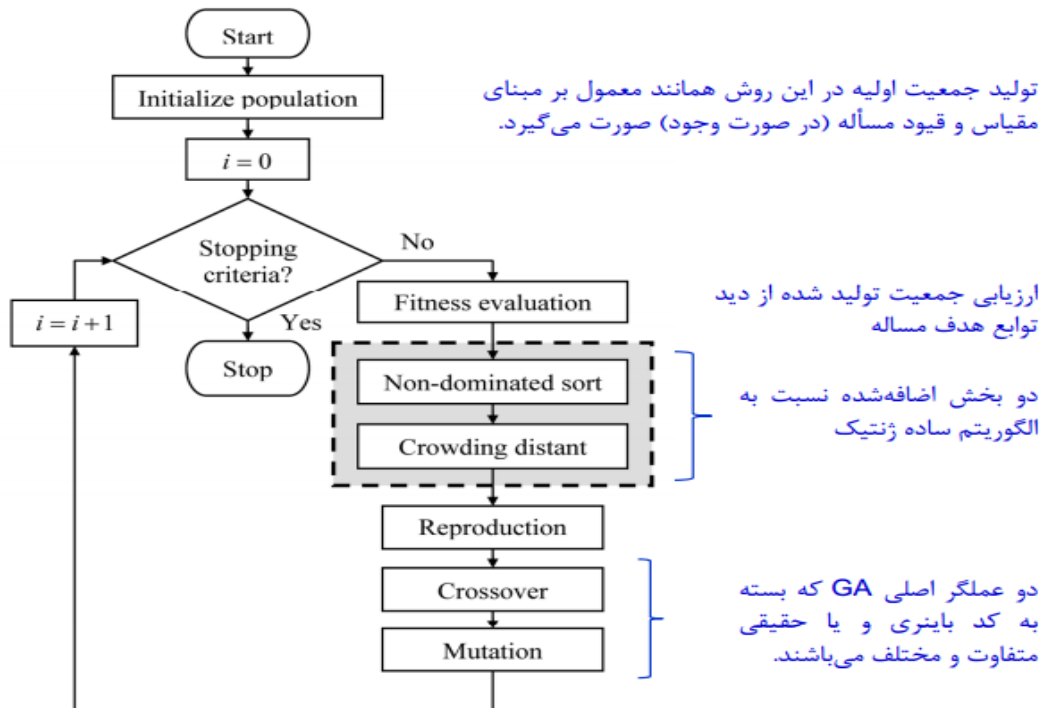 Start
Initialize population
تولید جمعیت اولیه در این روش همانند معمول بر مبنای
مقیاس و قیود مسأله (در صورت وجود) صورت می‌گیرد.
i = 0
Stopping
criteria?
No
Yes
i = i+1
Stop
Fitness evaluation
ارزیابی جمعیت تولید شده از دید
توابع هدف مساله
Non-dominated sort
Crowding distant
دو بخش اضافه‌شده نسبت به
الگوریتم ساده ژنتیک
Reproduction
Crossover
Mutation
دو عملگر اصلی GA که بسته
به کد باینری و یا حقیقی
متفاوت و مختلف می‌باشند.